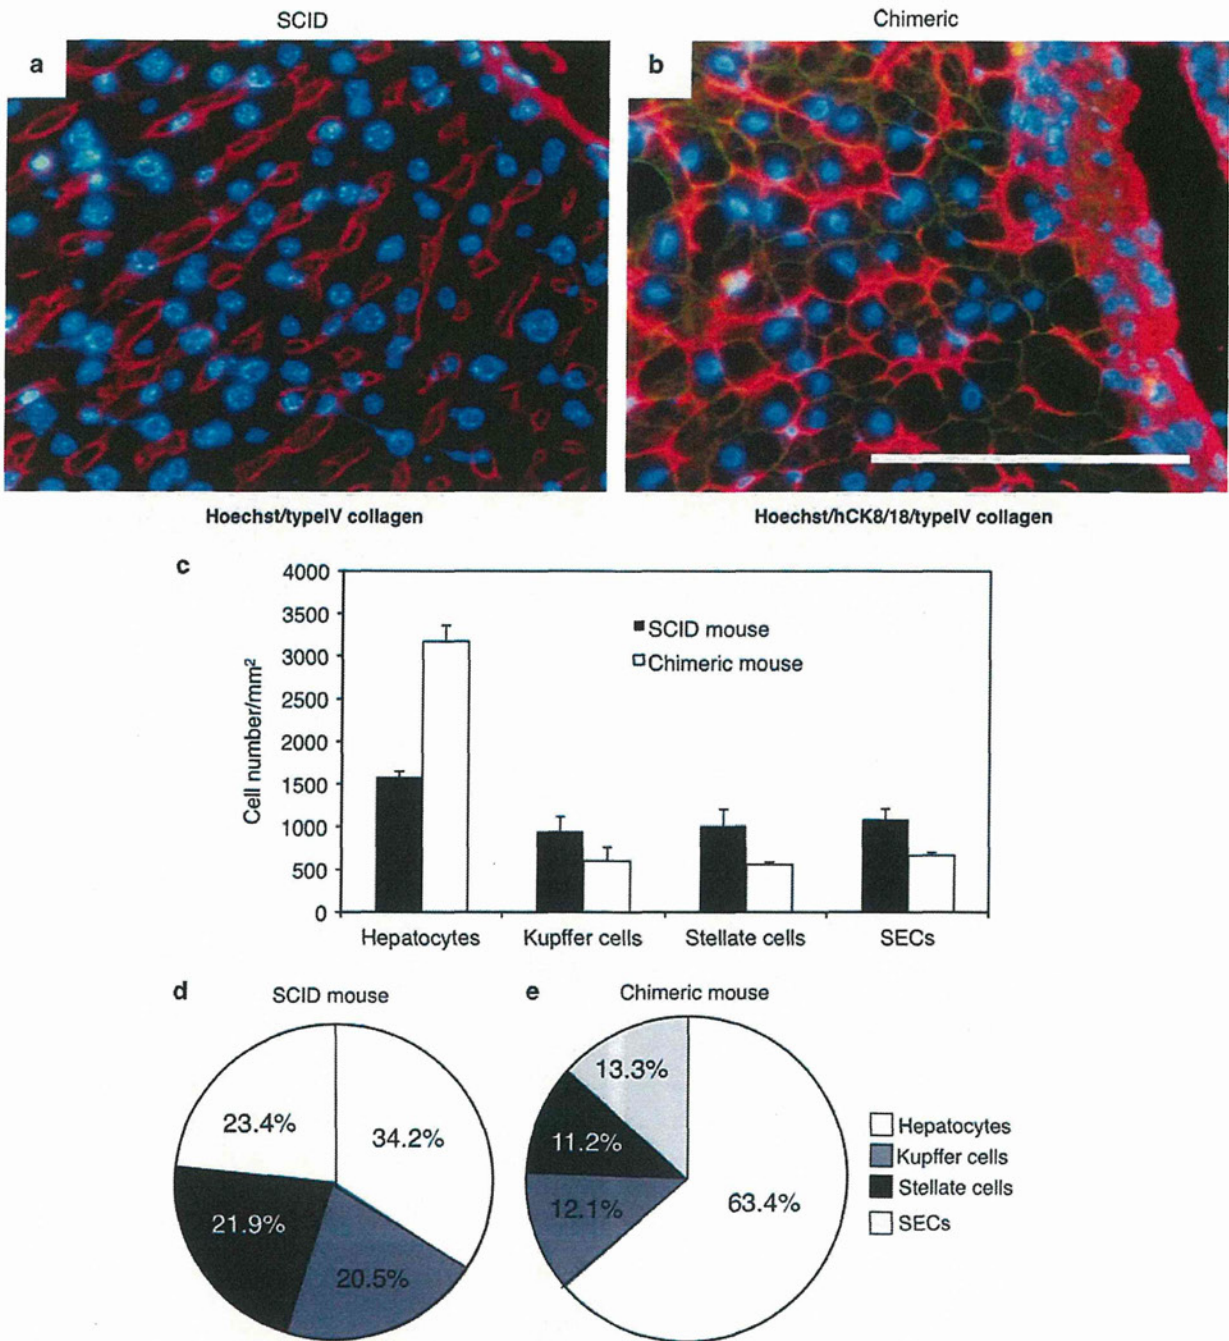 SCID
Chimeric
a
b
Hoechst/typeIV collagen
Hoechst/hCK8/18/typeIV collagen
c
4000
3500
3000
2500
2000
1500
1000
500
0
Cell number/mm²
SCID mouse
Chimeric mouse
Hepatocytes
Kupffer cells
Stellate cells
SECs
d
SCID mouse
e
Chimeric mouse
23.4%
34.2%
21.9%
20.5%
13.3%
11.2%
12.1%
63.4%
Hepatocytes
Kupffer cells
Stellate cells
SECs